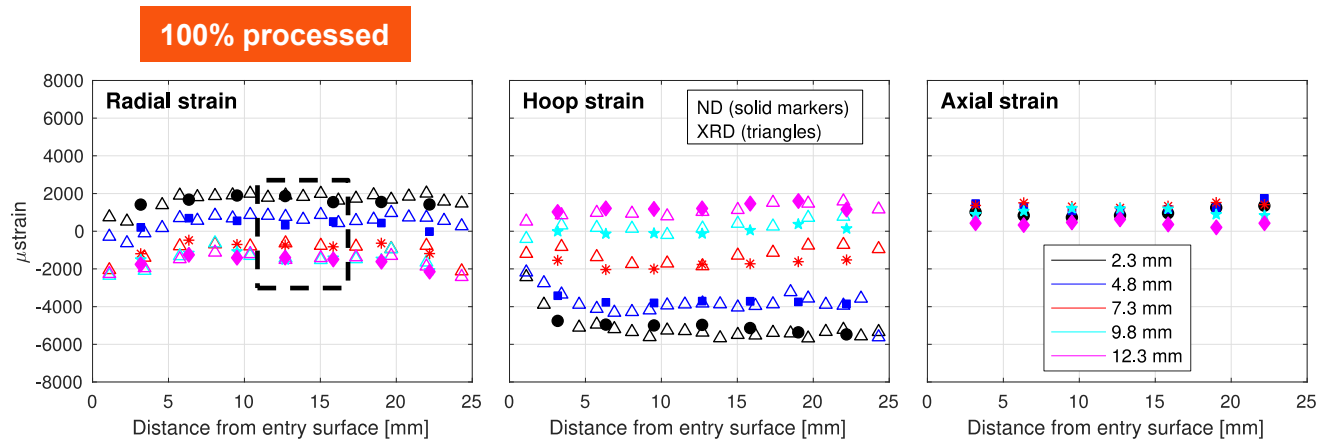 100% processed
Radial strain
8000
6000
4000
2000
0
-2000
-4000
-6000
-8000
μstrain
0 5 10 15 20 25
Distance from entry surface [mm]
Hoop strain
ND (solid markers)
XRD (triangles)
0 5 10 15 20 25
Distance from entry surface [mm]
Axial strain
2.3 mm
4.8 mm
7.3 mm
9.8 mm
12.3 mm
0 5 10 15 20 25
Distance from entry surface [mm]